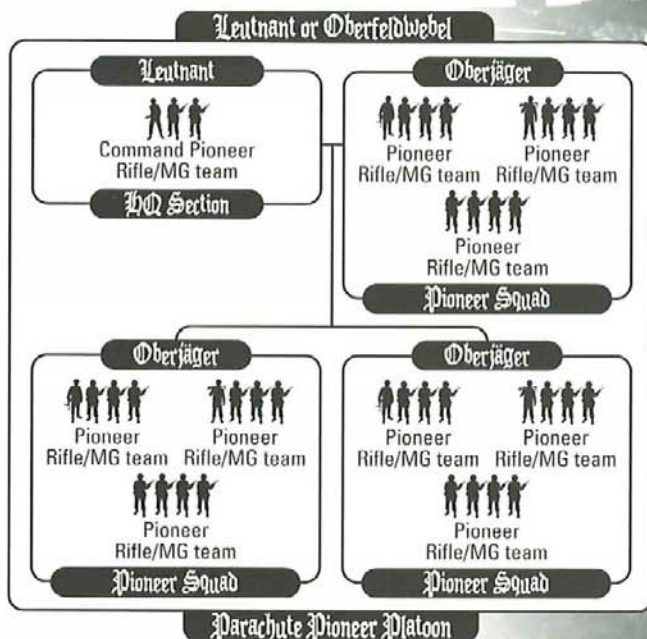 Leutnant or Oberfeldwebel
Leutnant
Command Pioneer
Rifle/MG team
HQ Section
Oberjäger
Pioneer
Rifle/MG team
Pioneer
Rifle/MG team
Pioneer
Rifle/MG team
Pioneer Squad
Oberjäger
Pioneer
Rifle/MG team
Pioneer
Rifle/MG team
Pioneer
Rifle/MG team
Pioneer Squad
Oberjäger
Pioneer
Rifle/MG team
Pioneer
Rifle/MG team
Pioneer
Rifle/MG team
Pioneer Squad
Parachute Pioneer Platoon